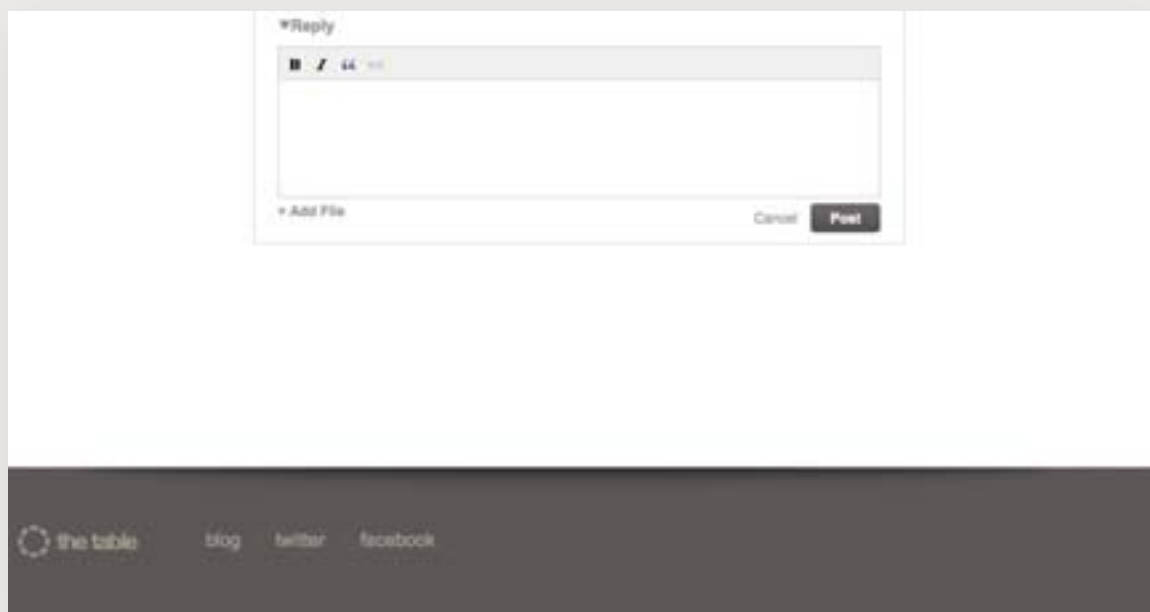 ▼Reply
B I “
+ Add File
Cancel Post
the table blog twitter facebook